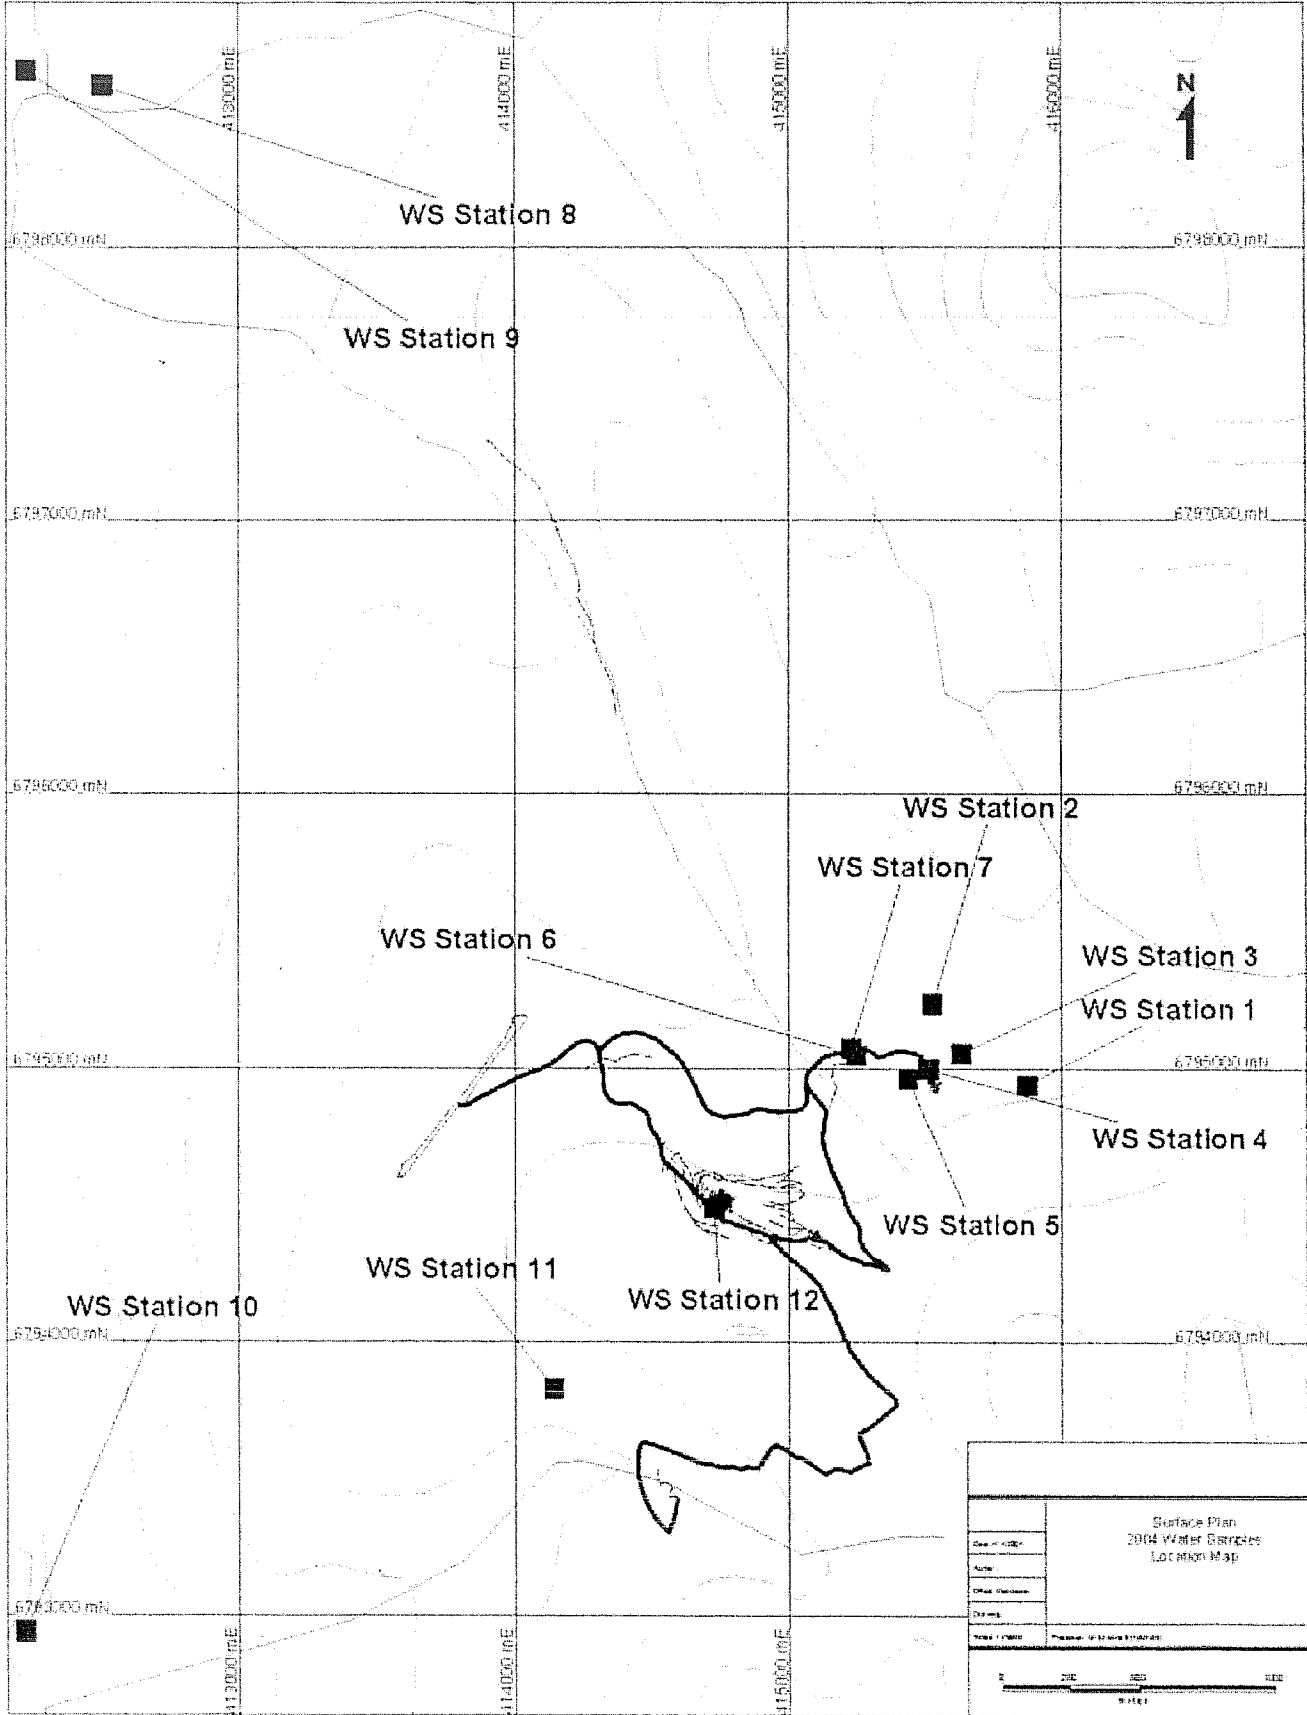 413000 mE
414000 mE
415000 mE
416000 mE
N
WS Station 8
6798000 mN
6798000 mN
WS Station 9
6797000 mN
6797000 mN
6796000 mN
6796000 mN
WS Station 2
WS Station 7
WS Station 6
WS Station 3
WS Station 1
6795000 mN
6795000 mN
WS Station 4
WS Station 5
WS Station 11
WS Station 12
WS Station 10
6794000 mN
6794000 mN
Surface Plan
2004 Water Samples
Location Map
6793000 mN
413000 mE
414000 mE
415000 mE